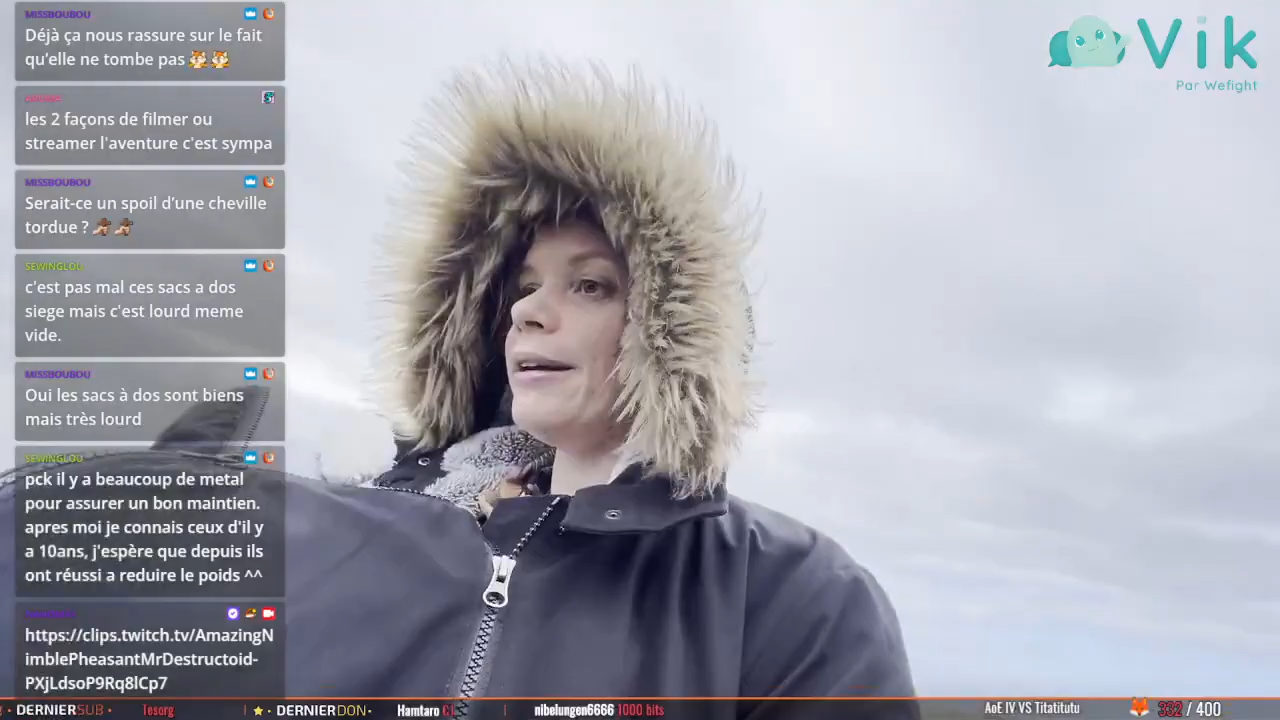 MISSBOUBOU
Déjà ça nous rassure sur le fait
qu'elle ne tombe pas
les 2 façons de filmer ou
streamer l'aventure c'est sympa
MISSBOUBOU
Serait-ce un spoil d'une cheville
tordue ?
SEWINGLOU
c'est pas mal ces sacs a dos
siege mais c'est lourd meme
vide.
MISSBOUBOU
Oui les sacs à dos sont biens
mais très lourd
SEWINGLOU
pck il y a beaucoup de metal
pour assurer un bon maintien.
apres moi je connais ceux d'il y
a 10ans, j'espère que depuis ils
ont réussi a reduire le poids ^^
https://clips.twitch.tv/AmazingN
imblePheasantMrDestructoid-
PXjLdsoP9Rq8lCp7
Vik
Par Wefight
DERNIERSUB • Tesorg
DERNIERDON • Hamtaro €1
nibelungen6666 1000 bits
AoE IV VS Titatitutu
332 / 400